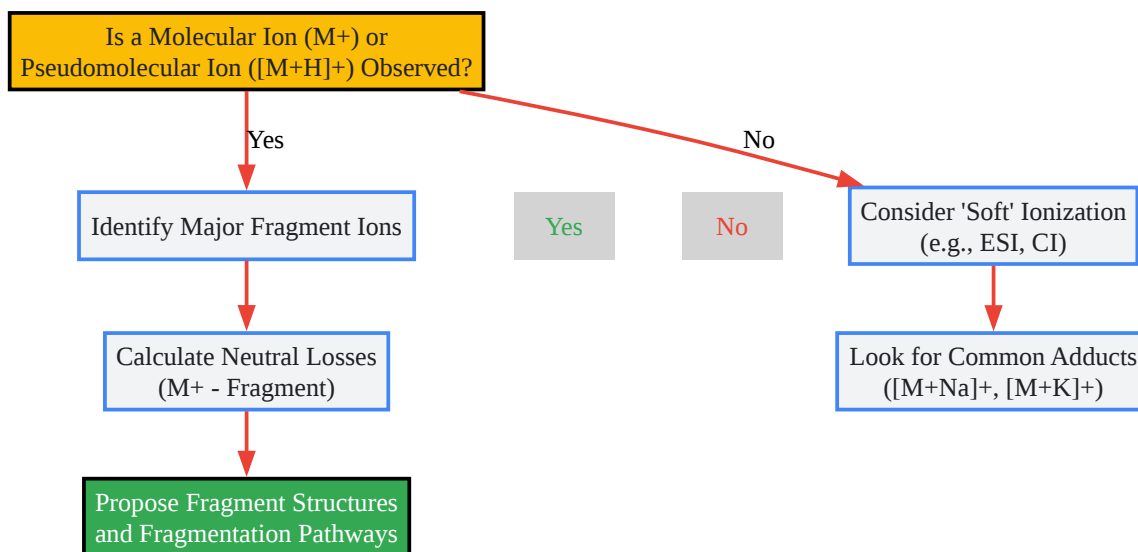 Is a Molecular Ion (M+) or
Pseudomolecular Ion ([M+H]+) Observed?
Yes
No
Identify Major Fragment Ions
Yes
No
Consider 'Soft' Ionization
(e.g., ESI, CI)
Calculate Neutral Losses
(M+ - Fragment)
Look for Common Adducts
([M+Na]+, [M+K]+)
Propose Fragment Structures
and Fragmentation Pathways